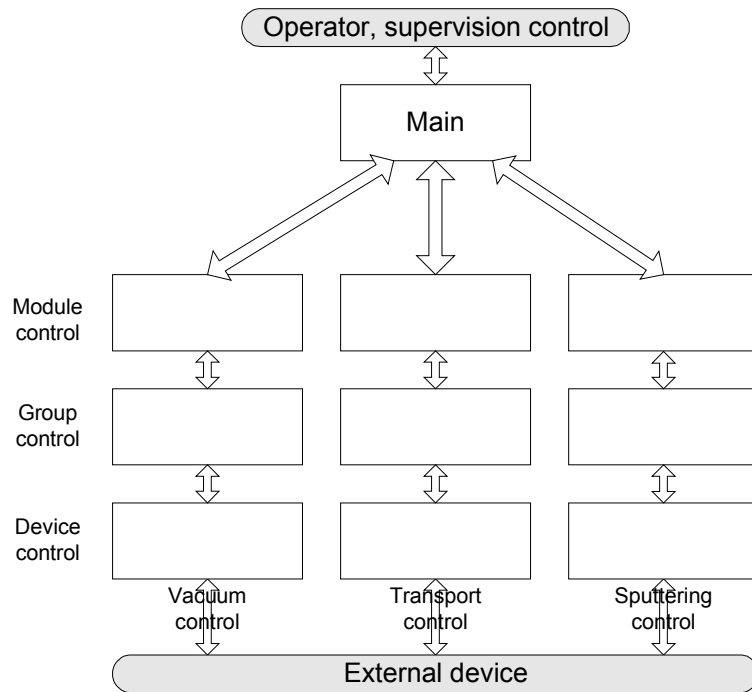 Operator, supervision control
Main
Module
control
Group
control
Device
control
Vacuum
control
Transport
control
Sputtering
control
External device